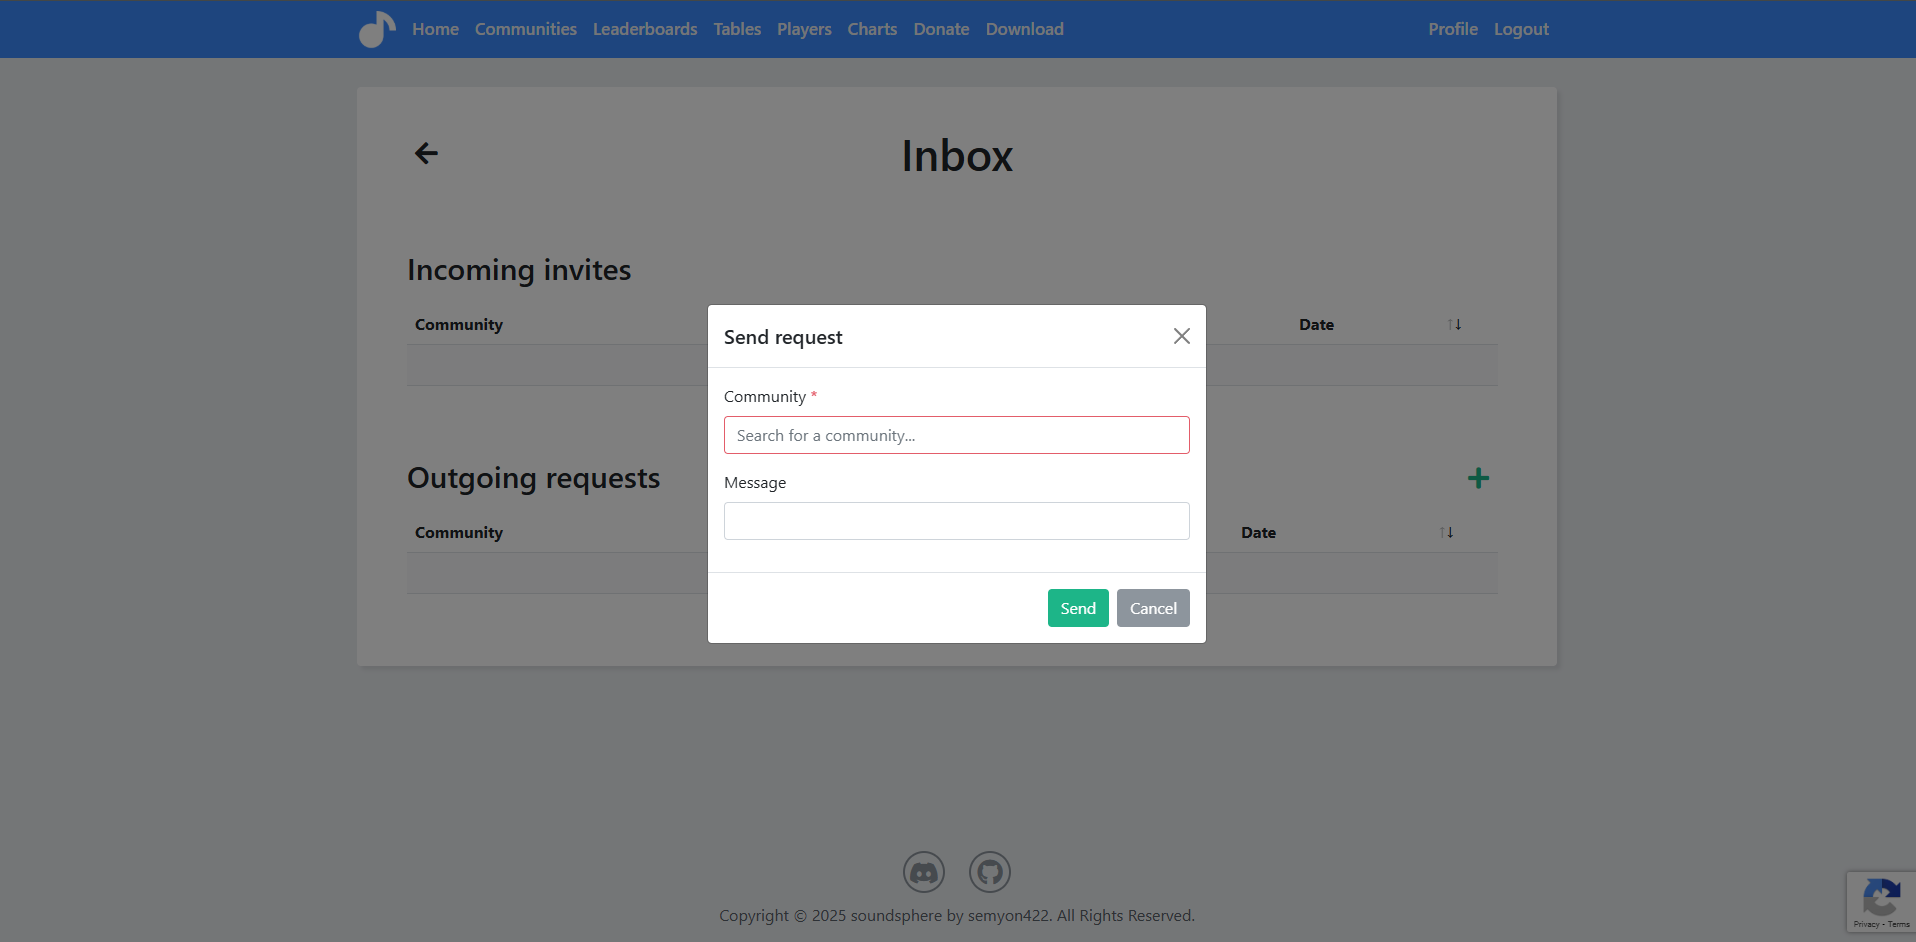 Home Communities Leaderboards Tables Players Charts Donate Download Profile Logout
Inbox
Incoming invites
Community Date ↑↓
Outgoing requests
Community Date ↑↓
Send request
Community *
Search for a community...
Message
Send Cancel
Copyright © 2025 soundsphere by semyon422. All Rights Reserved.
Privacy - Terms